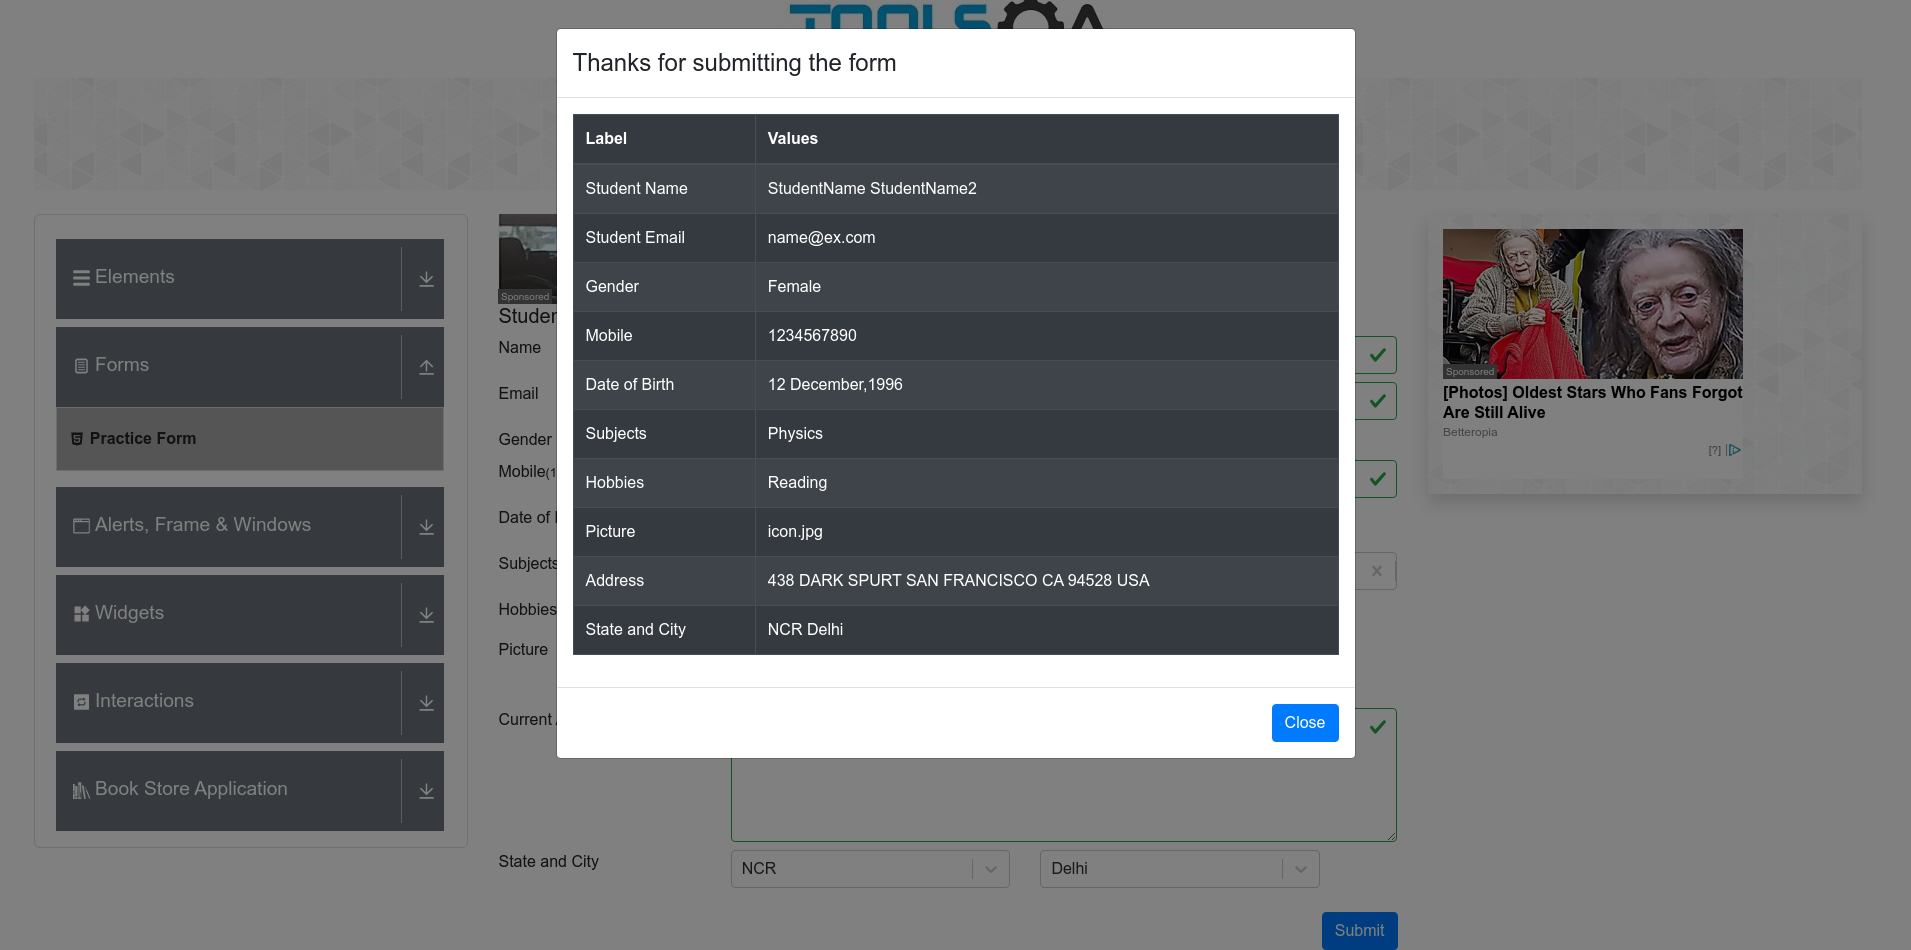 TOOLSQA
Thanks for submitting the form
Label Values
Student Name StudentName StudentName2
Student Email name@ex.com
Gender Female
Mobile 1234567890
Date of Birth 12 December,1996
Subjects Physics
Hobbies Reading
Picture icon.jpg
Address 438 DARK SPURT SAN FRANCISCO CA 94528 USA
State and City NCR Delhi
Close
Elements
Forms
Practice Form
Alerts, Frame & Windows
Widgets
Interactions
Book Store Application
Sponsored
Studen
Name
Email
Gender
Mobile(1
Date of
Subjects
Hobbies
Picture
Current
State and City
NCR
Delhi
Submit
Sponsored
[Photos] Oldest Stars Who Fans Forgot
Are Still Alive
Betteropia
[?]